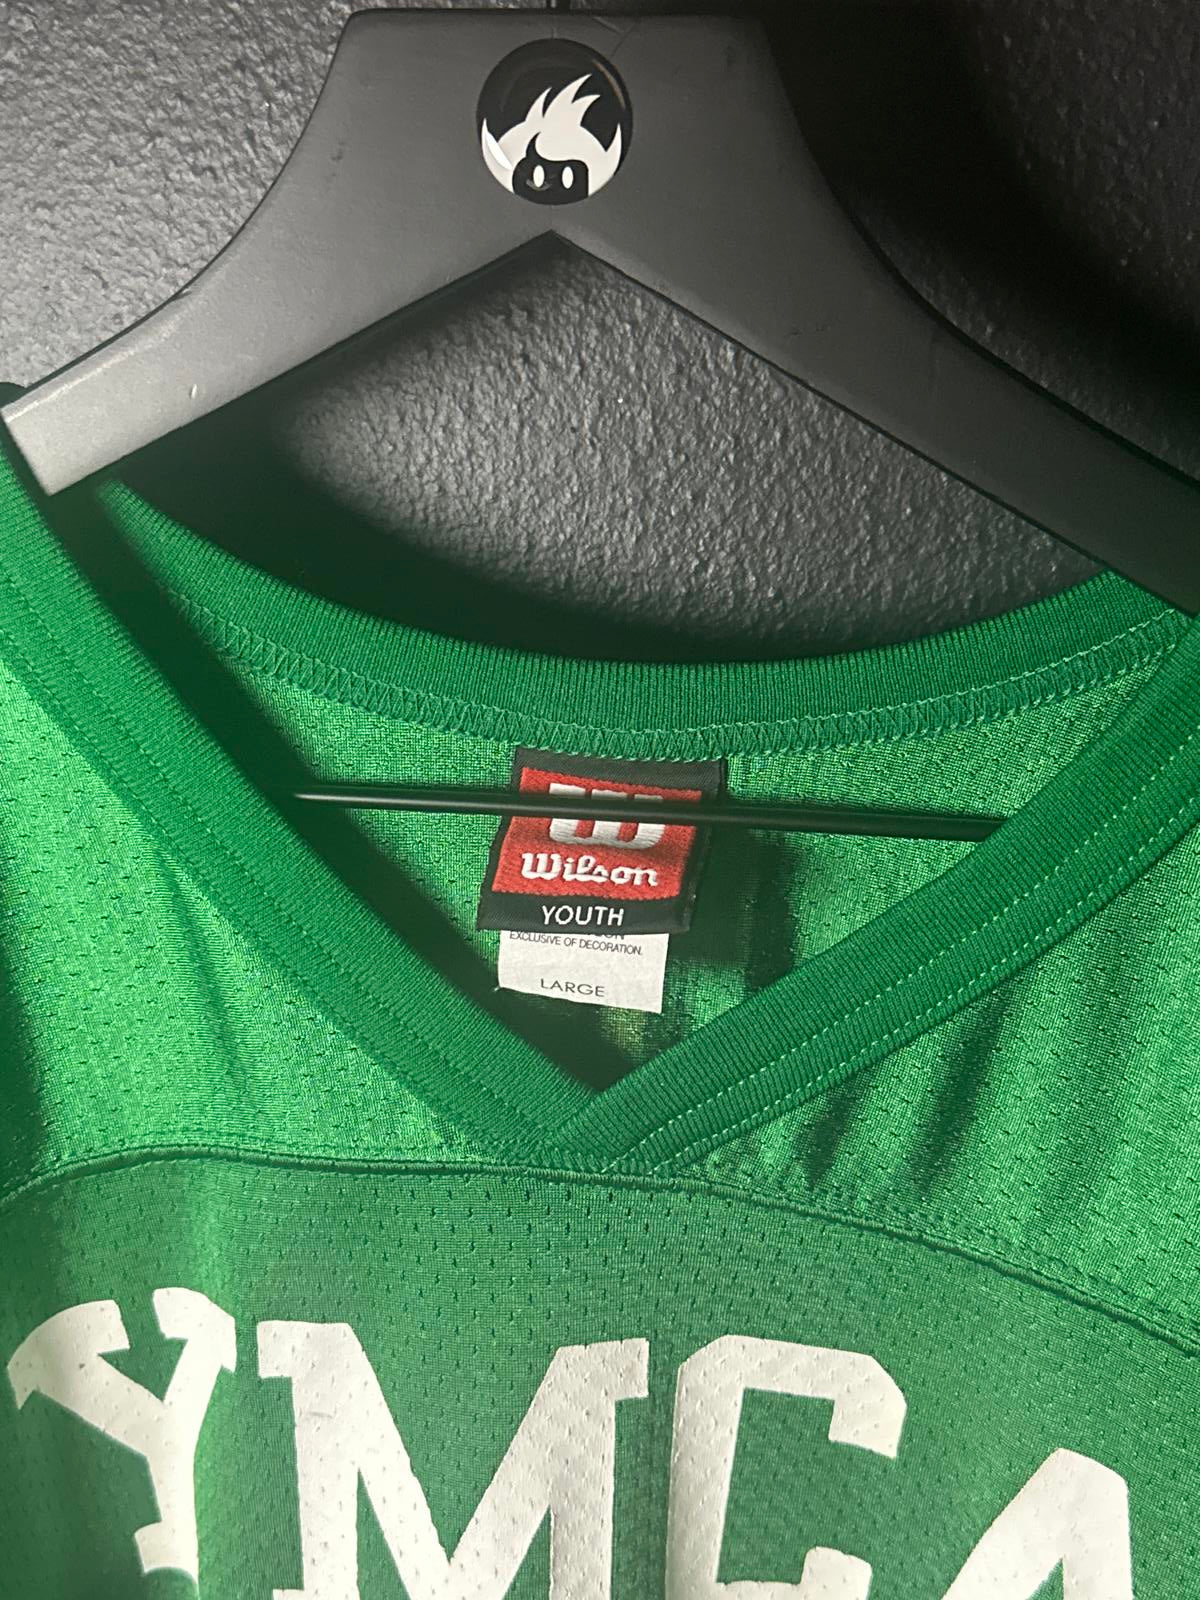 W
Wilson
YOUTH
EXCLUSIVE OF DECORATION.
LARGE
YMCA